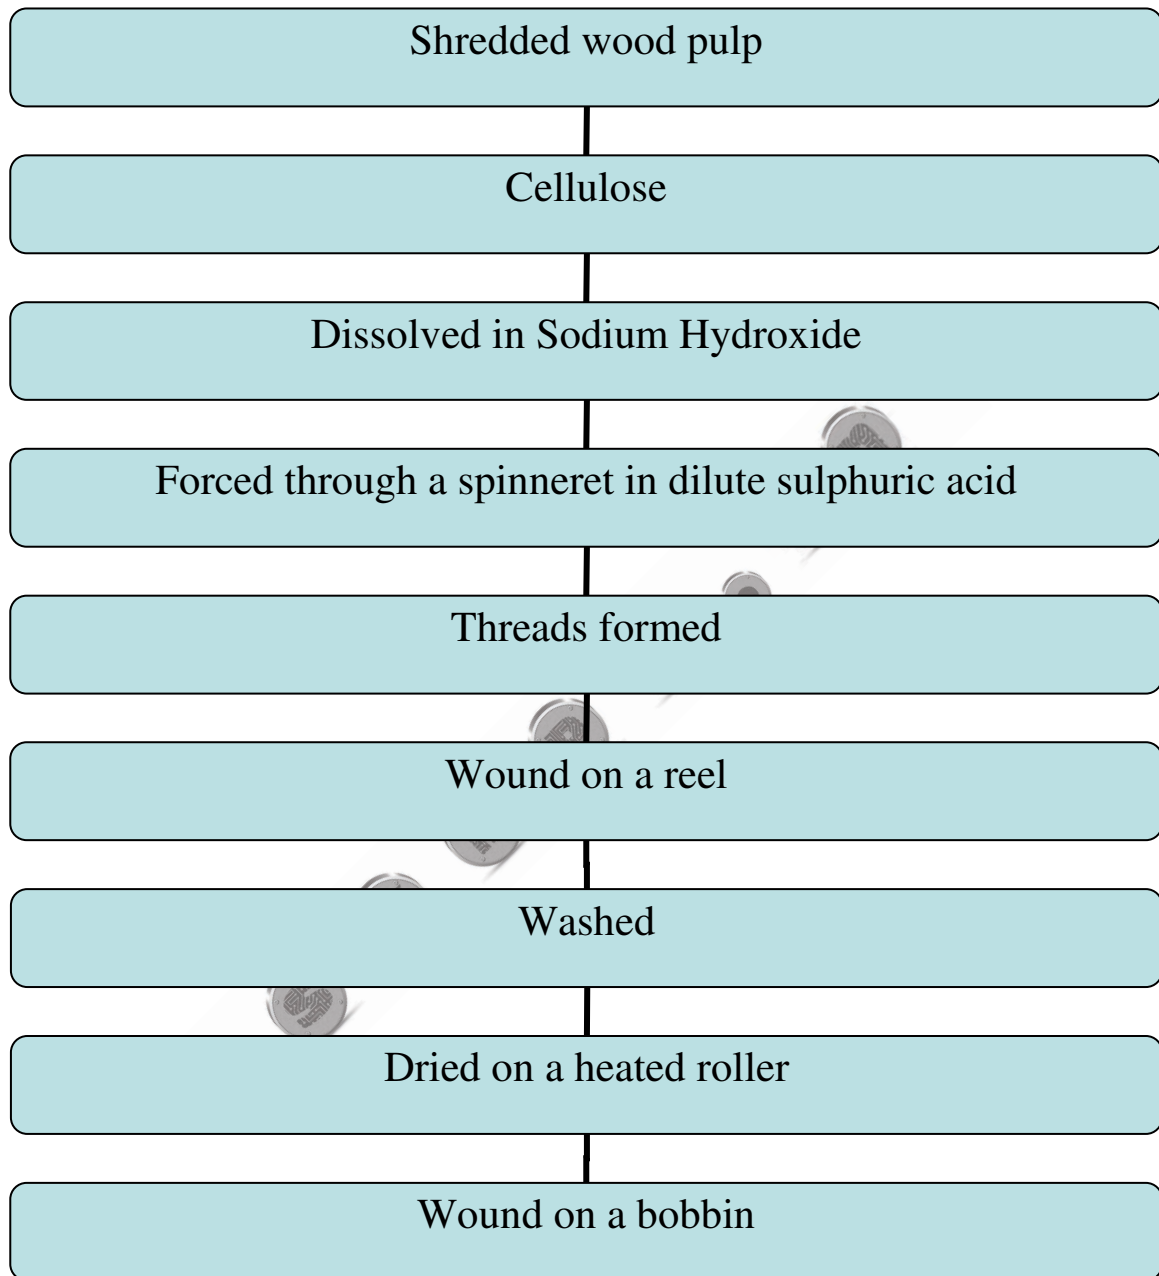 Shredded wood pulp
Cellulose
Dissolved in Sodium Hydroxide
Forced through a spinneret in dilute sulphuric acid
Threads formed
Wound on a reel
Washed
Dried on a heated roller
Wound on a bobbin